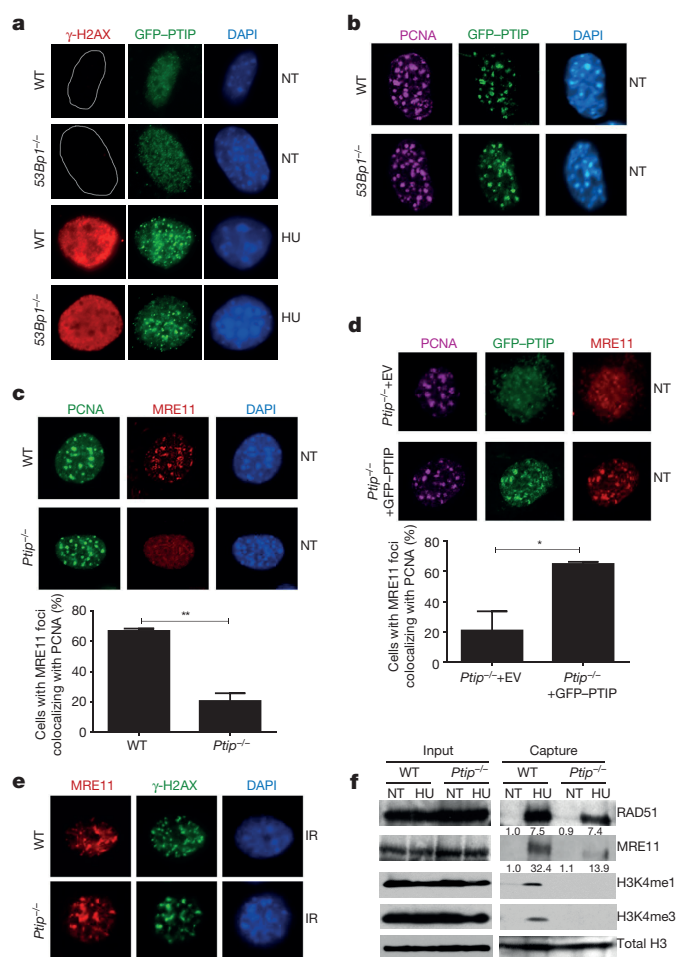 a
γ-H2AX GFP–PTIP DAPI
WT NT
53Bp1–/– NT
WT HU
53Bp1–/– HU
b
PCNA GFP–PTIP DAPI
WT NT
53Bp1–/– NT
c
PCNA MRE11 DAPI
WT NT
Ptip–/– NT
Cells with MRE11 foci
colocalizing with PCNA (%)
80
60
40
20
0
**
WT Ptip–/–
d
PCNA GFP–PTIP MRE11
Ptip–/–+EV NT
Ptip–/–
+GFP–PTIP NT
Cells with MRE11 foci
colocalizing with PCNA (%)
80
60
40
20
0
*
Ptip–/–+EV Ptip–/–
+GFP–PTIP
e
MRE11 γ-H2AX DAPI
WT IR
Ptip–/– IR
f
Input Capture
WT Ptip–/– WT Ptip–/–
NT HU NT HU NT HU NT HU
RAD51
1.0 7.5 0.9 7.4
MRE11
1.0 32.4 1.1 13.9
H3K4me1
H3K4me3
Total H3